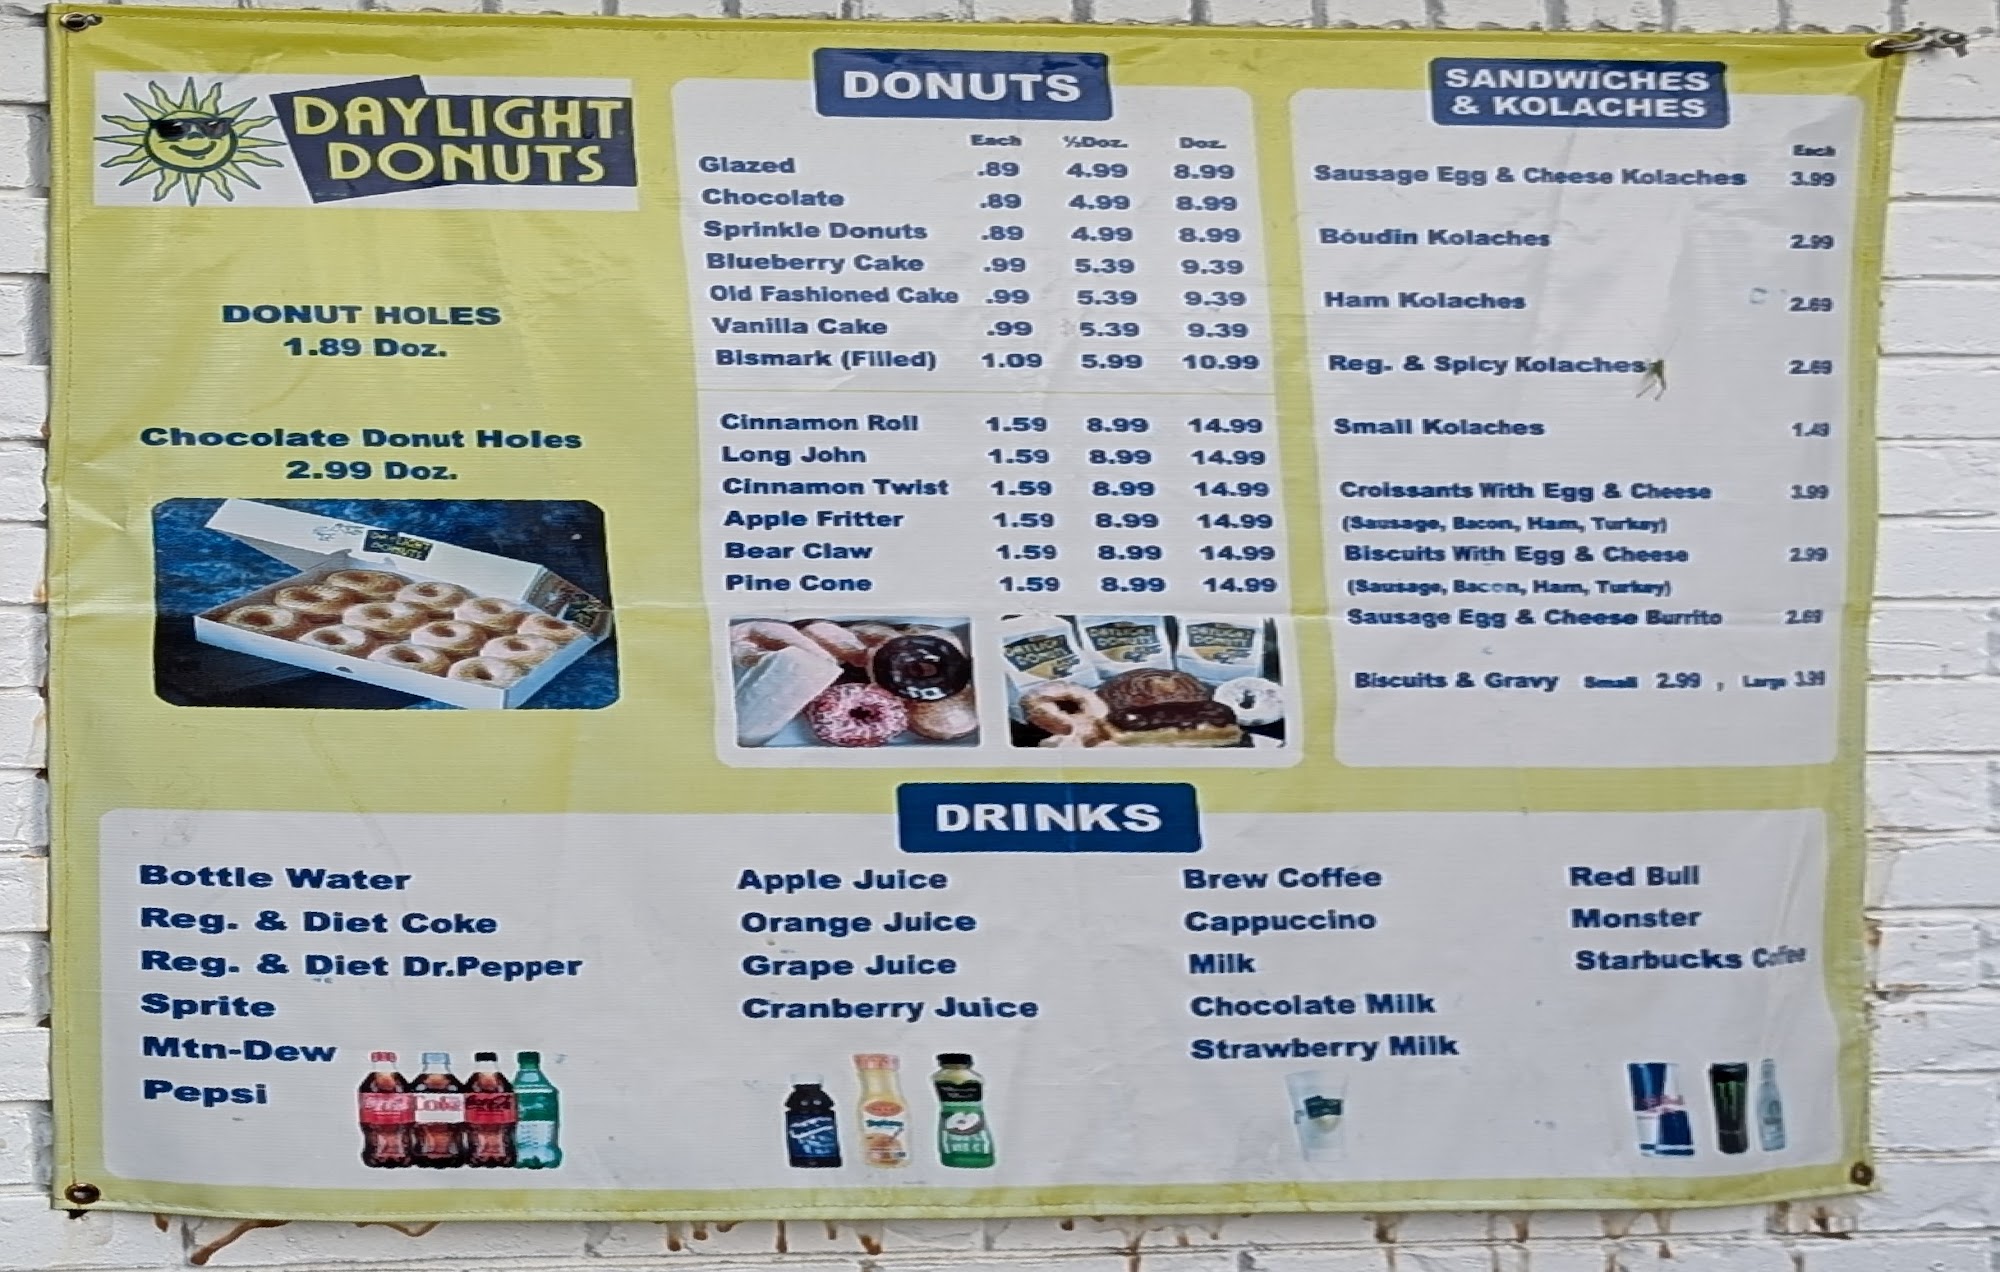 DAYLIGHT
DONUTS
DONUT HOLES
1.89 Doz.
Chocolate Donut Holes
2.99 Doz.
DONUTS
Each ½Doz. Doz.
Glazed .89 4.99 8.99
Chocolate .89 4.99 8.99
Sprinkle Donuts .89 4.99 8.99
Blueberry Cake .99 5.39 9.39
Old Fashioned Cake .99 5.39 9.39
Vanilla Cake .99 5.39 9.39
Bismark (Filled) 1.09 5.99 10.99
Cinnamon Roll 1.59 8.99 14.99
Long John 1.59 8.99 14.99
Cinnamon Twist 1.59 8.99 14.99
Apple Fritter 1.59 8.99 14.99
Bear Claw 1.59 8.99 14.99
Pine Cone 1.59 8.99 14.99
SANDWICHES
& KOLACHES
Each
Sausage Egg & Cheese Kolaches 3.99
Boudin Kolaches 2.99
Ham Kolaches 2.69
Reg. & Spicy Kolaches 2.69
Small Kolaches 1.49
Croissants With Egg & Cheese 3.99
(Sausage, Bacon, Ham, Turkey)
Biscuits With Egg & Cheese 2.99
(Sausage, Bacon, Ham, Turkey)
Sausage Egg & Cheese Burrito 2.69
Biscuits & Gravy Small 2.99 , Large 3.99
DRINKS
Bottle Water
Reg. & Diet Coke
Reg. & Diet Dr.Pepper
Sprite
Mtn-Dew
Pepsi
Apple Juice
Orange Juice
Grape Juice
Cranberry Juice
Brew Coffee
Cappuccino
Milk
Chocolate Milk
Strawberry Milk
Red Bull
Monster
Starbucks Coffee